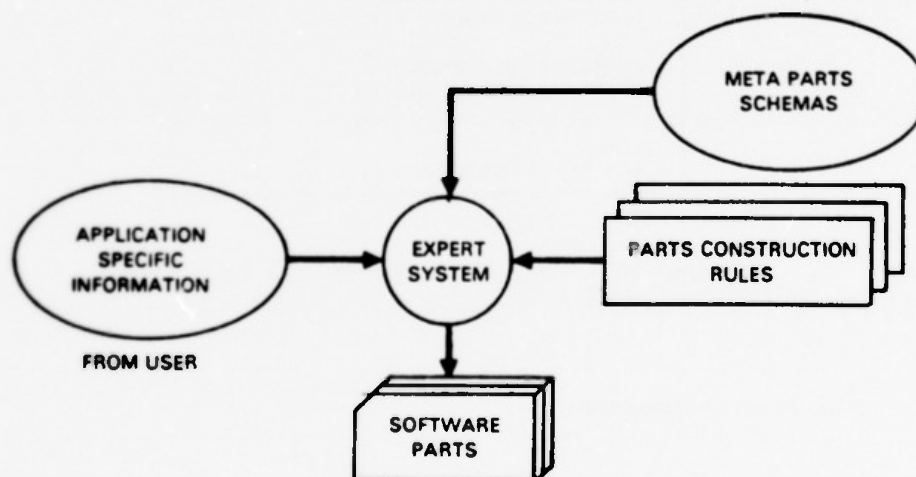 META PARTS
SCHEMAS
APPLICATION
SPECIFIC
INFORMATION
EXPERT
SYSTEM
PARTS CONSTRUCTION
RULES
FROM USER
SOFTWARE
PARTS